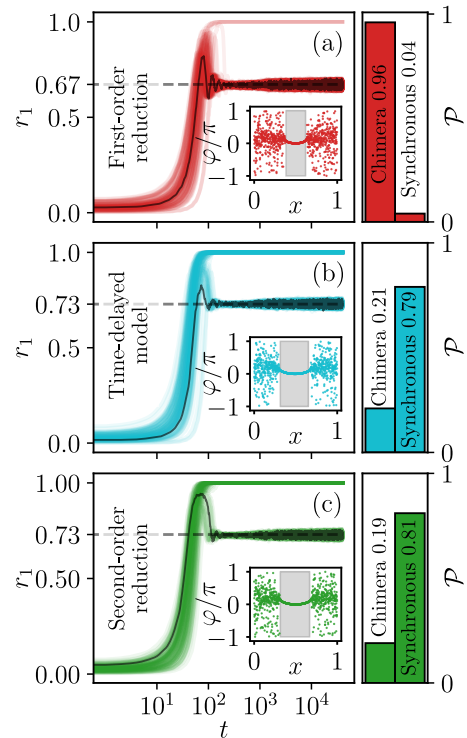 1.0
0.67
0.5
0.0
r₁
First-order
reduction
(a)
φ/π
1
0
−1
0
x
1
Chimera 0.96
Synchronous 0.04
1
0
𝒫
1.0
0.73
0.5
0.0
r₁
Time-delayed
model
(b)
φ/π
1
0
−1
0
x
1
Chimera 0.21
Synchronous 0.79
1
0
𝒫
1.00
0.73
0.00
r₁
Second-order
reduction
(c)
φ/π
1
0
−1
0
x
1
Chimera 0.19
Synchronous 0.81
1
0
𝒫
10¹
10²
10³
10⁴
t